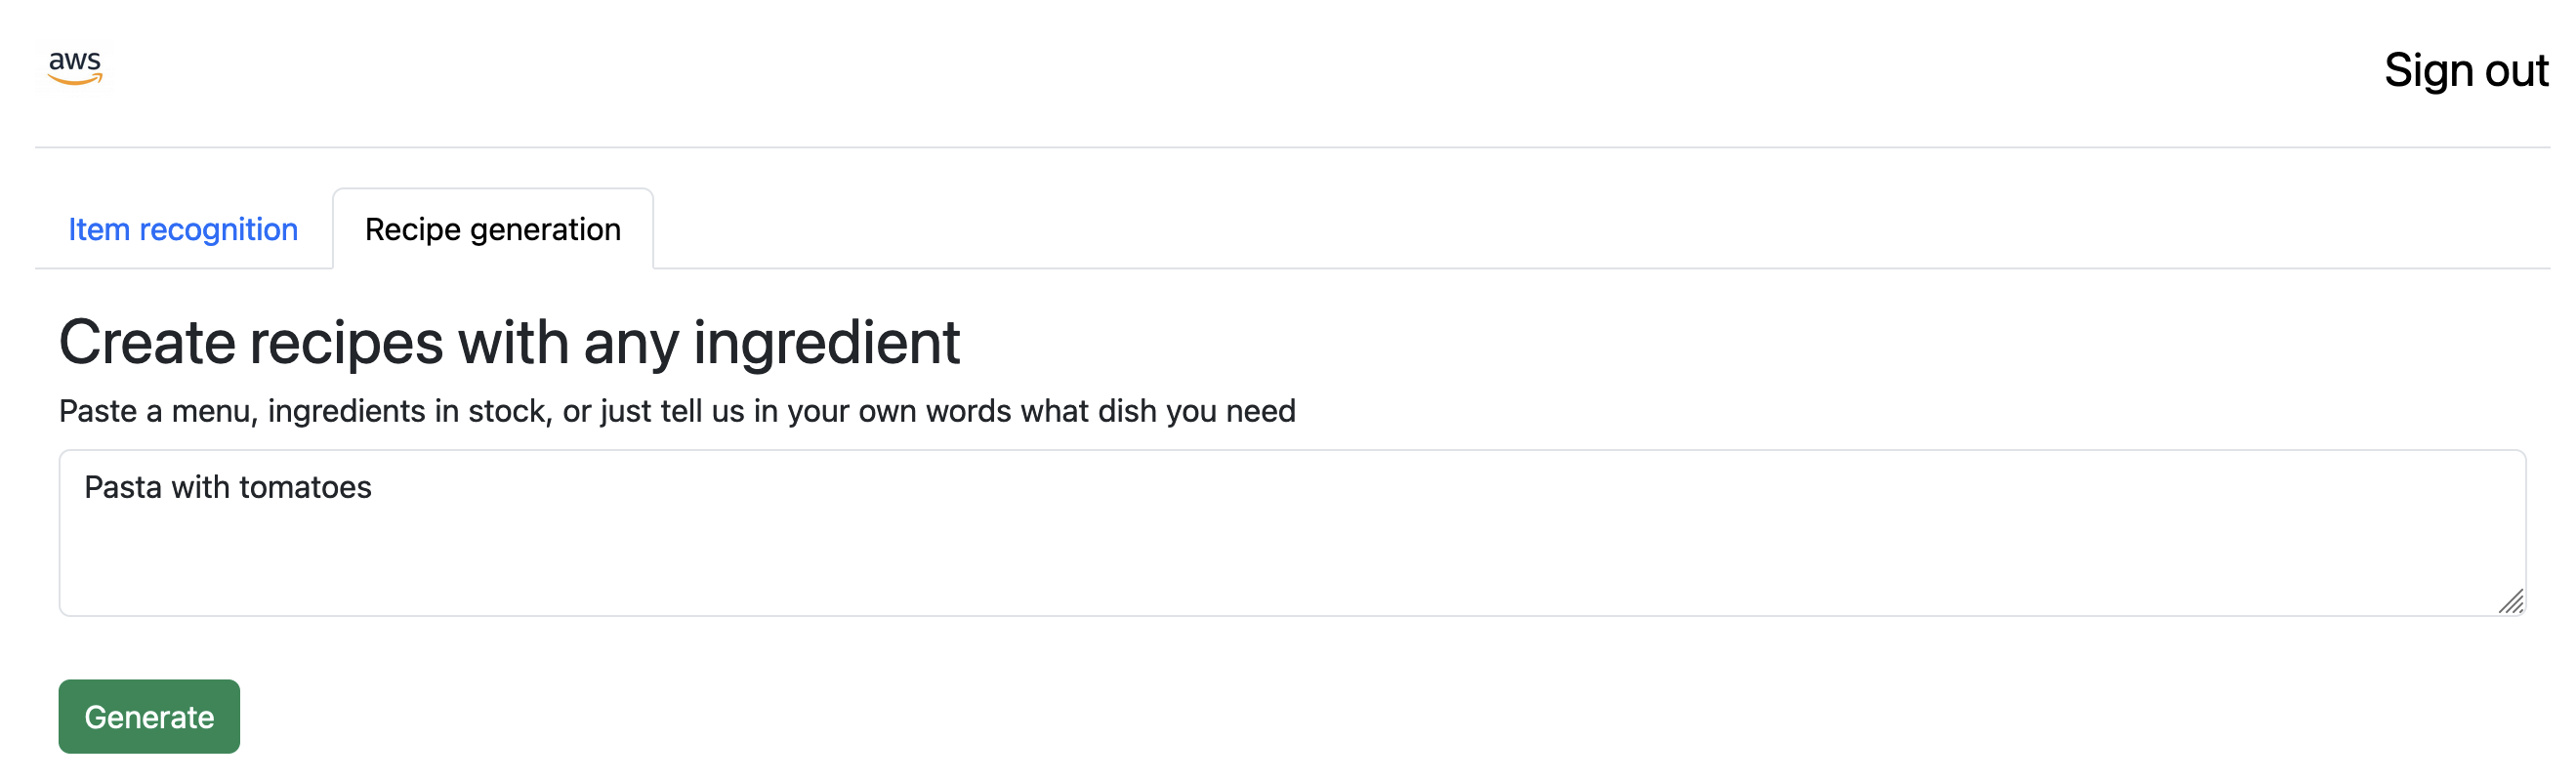 aws
Sign out
Item recognition
Recipe generation
Create recipes with any ingredient
Paste a menu, ingredients in stock, or just tell us in your own words what dish you need
Pasta with tomatoes
Generate